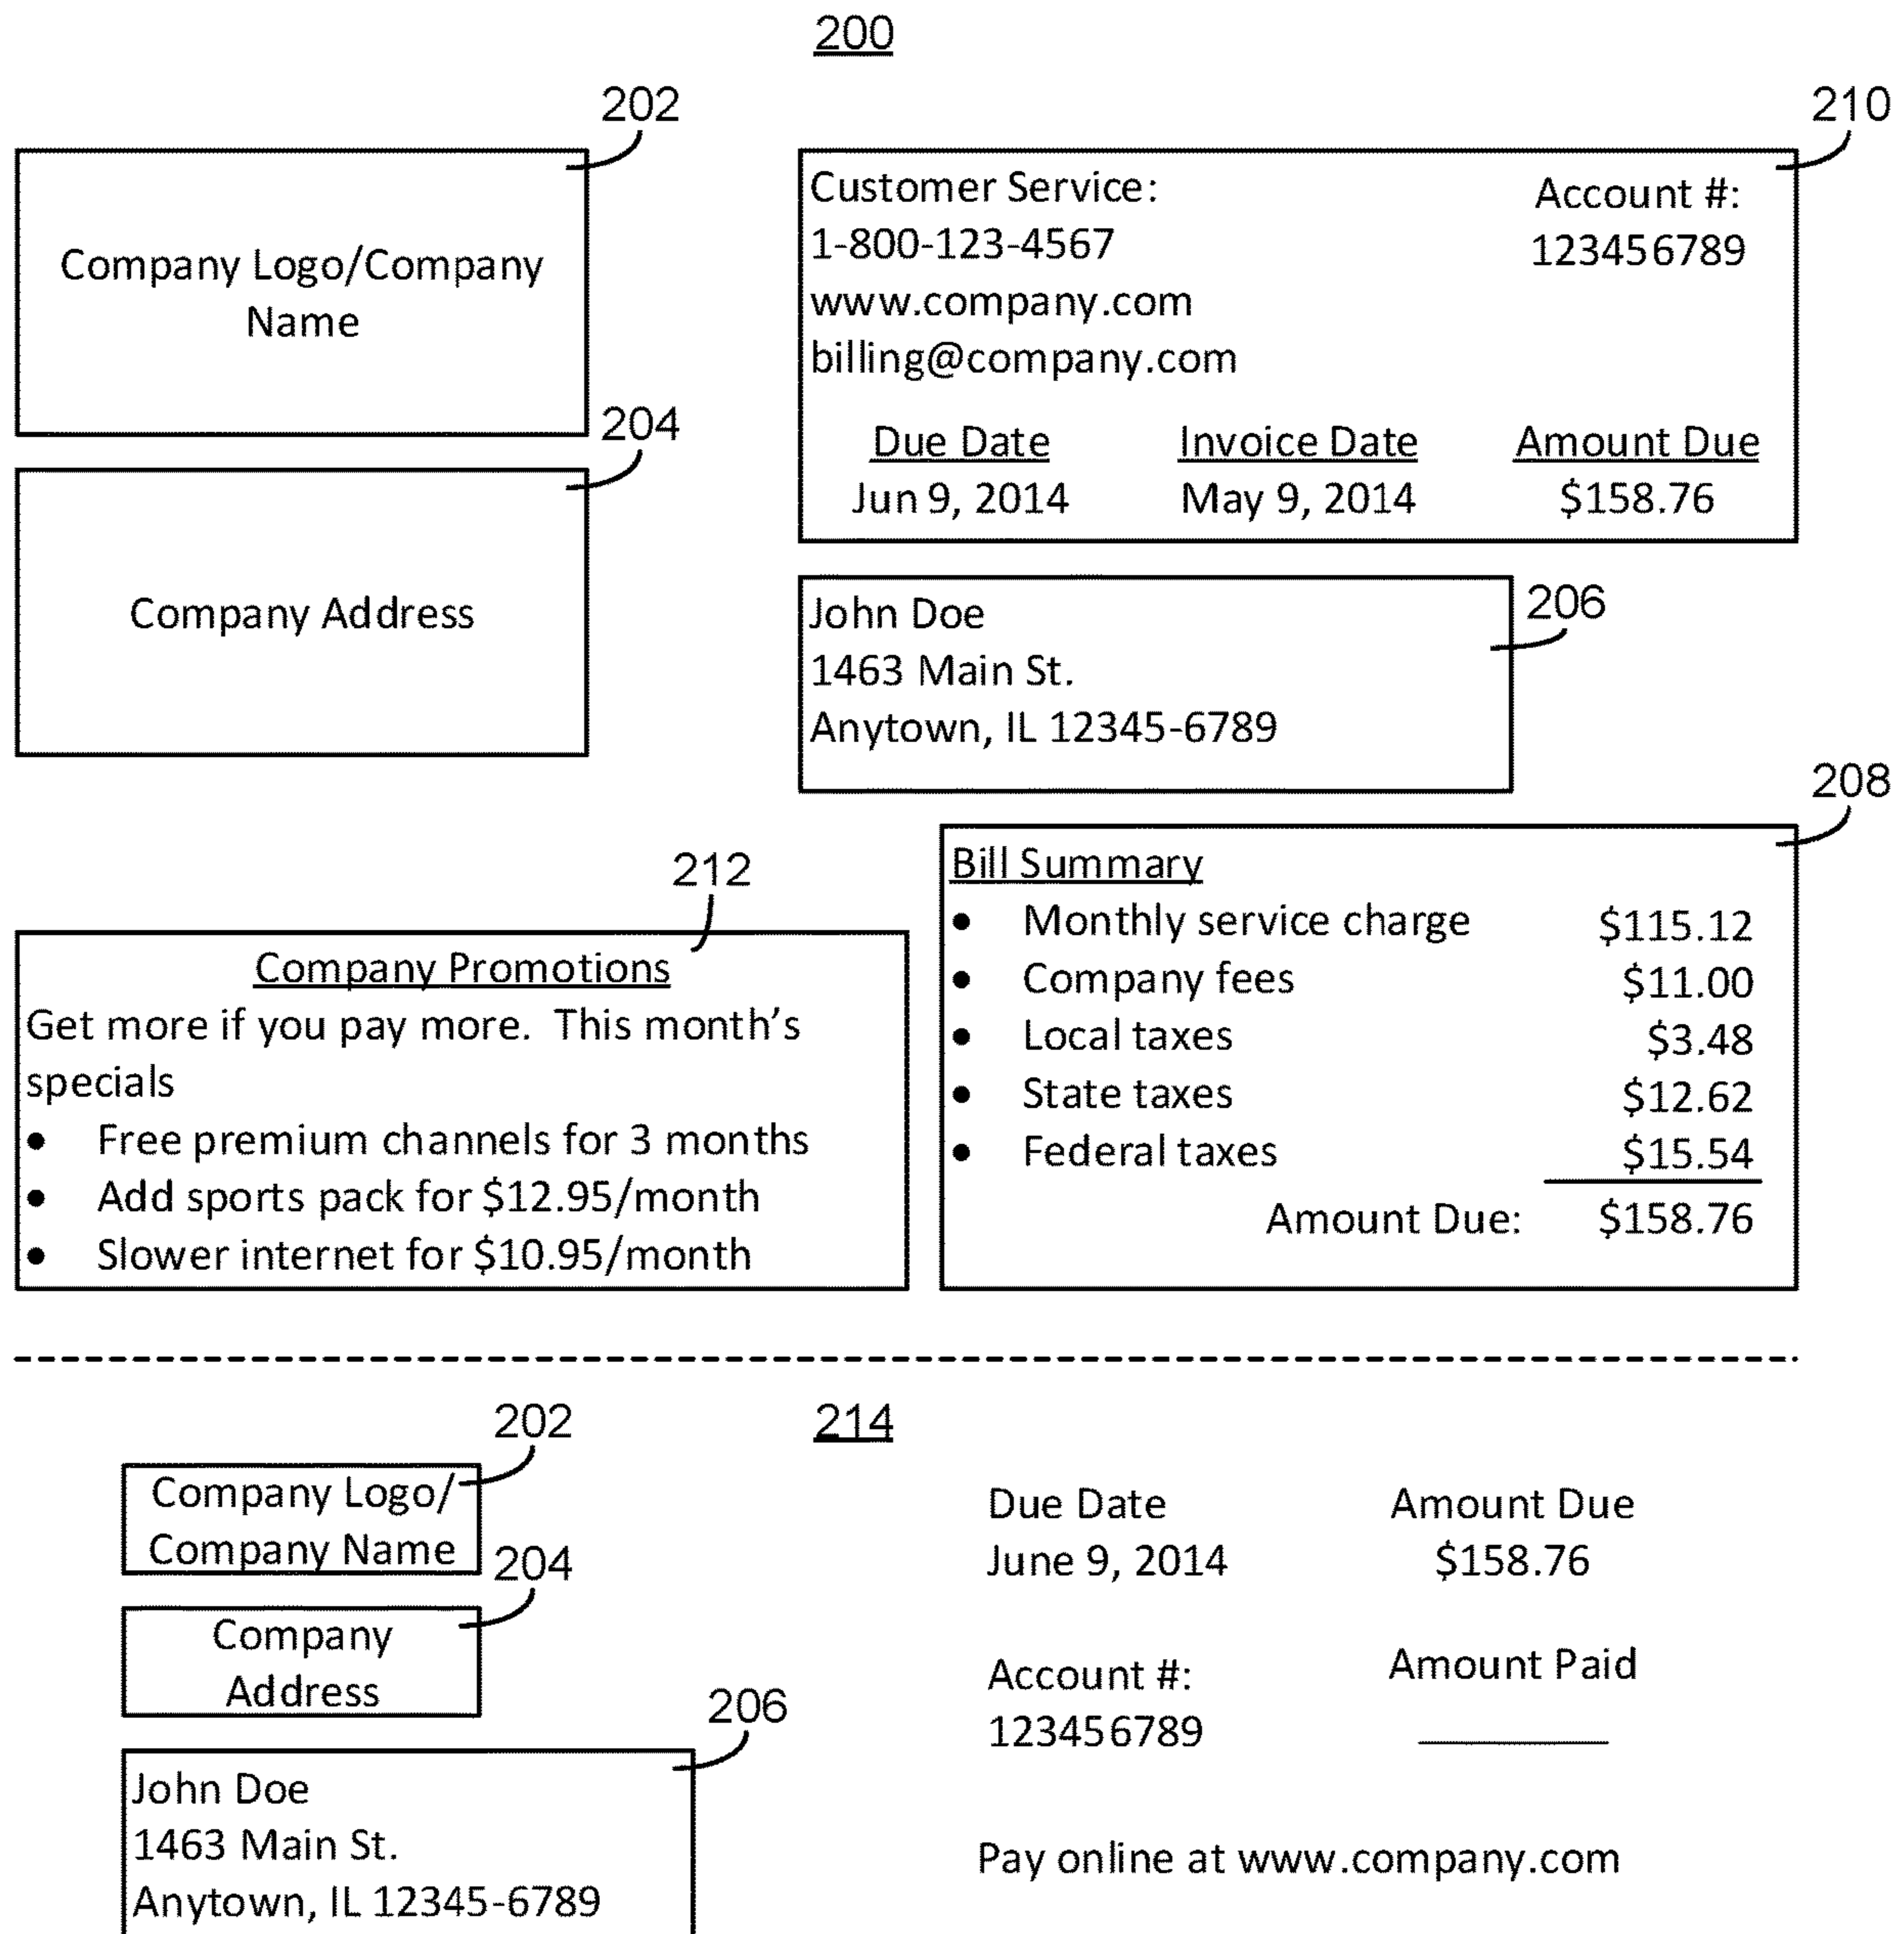 200
202
Company Logo/Company
Name
204
Company Address
210
Customer Service:
1-800-123-4567
www.company.com
billing@company.com
Account #:
123456789
Due Date Invoice Date Amount Due
Jun 9, 2014 May 9, 2014 $158.76
206
John Doe
1463 Main St.
Anytown, IL 12345-6789
212
Company Promotions
Get more if you pay more. This month's
specials
• Free premium channels for 3 months
• Add sports pack for $12.95/month
• Slower internet for $10.95/month
208
Bill Summary
• Monthly service charge $115.12
• Company fees $11.00
• Local taxes $3.48
• State taxes $12.62
• Federal taxes $15.54
Amount Due: $158.76
214
202
Company Logo/
Company Name
204
Company
Address
206
John Doe
1463 Main St.
Anytown, IL 12345-6789
Due Date Amount Due
June 9, 2014 $158.76
Account #: Amount Paid
123456789
Pay online at www.company.com